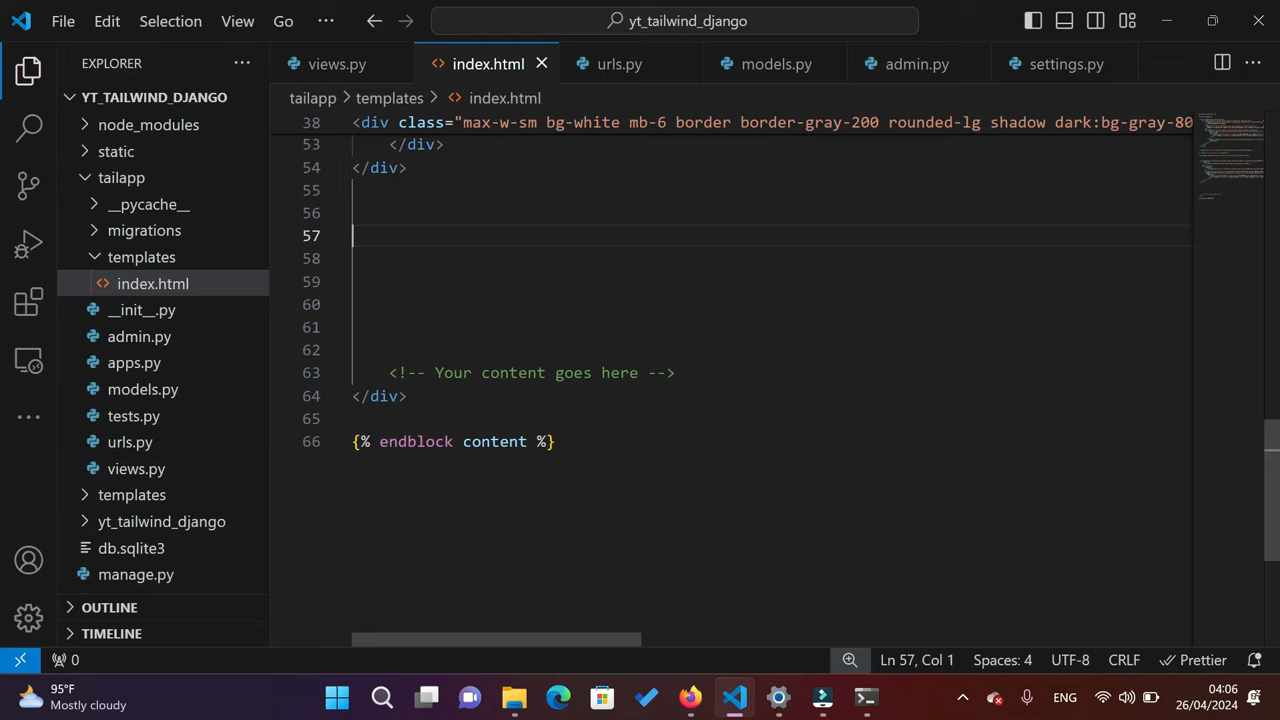 File Edit Selection View Go ··· yt_tailwind_django
EXPLORER ···
views.py index.html urls.py models.py admin.py settings.py ···
tailapp > templates > <> index.html
YT_TAILWIND_DJANGO
node_modules
static
tailapp
__pycache__
migrations
templates
<> index.html
__init__.py
admin.py
apps.py
models.py
tests.py
urls.py
views.py
templates
yt_tailwind_django
db.sqlite3
manage.py
OUTLINE
TIMELINE
38 <div class="max-w-sm bg-white mb-6 border border-gray-200 rounded-lg shadow dark:bg-gray-80
53 </div>
54 </div>
55
56
57
58
59
60
61
62
63 <!-- Your content goes here -->
64 </div>
65
66 {% endblock content %}
0 Ln 57, Col 1 Spaces: 4 UTF-8 CRLF HTML Prettier
95°F
Mostly cloudy
ENG
04:06
26/04/2024